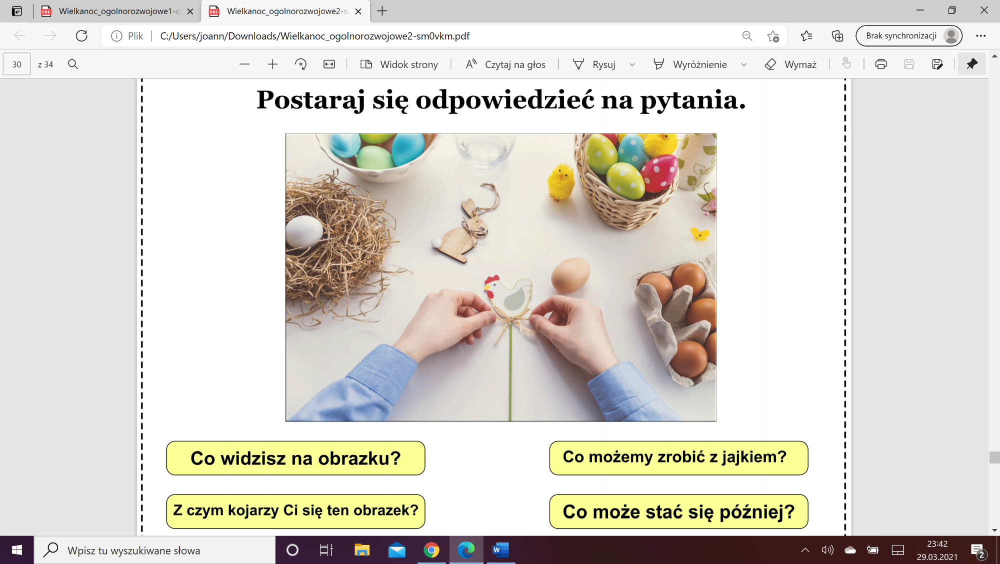 Wielkanoc_ogolnorozwojowe1-o
Wielkanoc_ogolnorozwojowe2-s
Plik
C:/Users/joann/Downloads/Wielkanoc_ogolnorozwojowe2-sm0vkm.pdf
Brak synchronizacji
30 z 34
Widok strony
Czytaj na głos
Rysuj
Wyróżnienie
Wymaż
Postaraj się odpowiedzieć na pytania.
Co widzisz na obrazku?
Co możemy zrobić z jajkiem?
Z czym kojarzy Ci się ten obrazek?
Co może stać się później?
Wpisz tu wyszukiwane słowa
23:42
29.03.2021
2